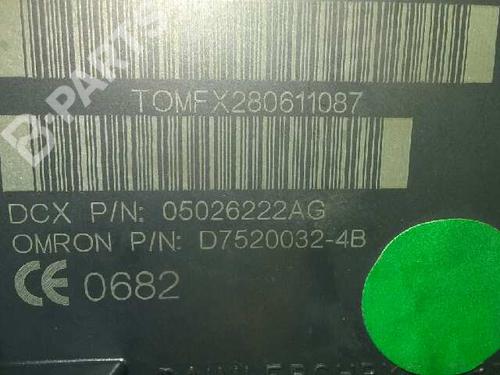 B-PARTS
TOMFX280611087
DCX P/N: 05026222AG
OMRON P/N: D7520032-4B
CE 0682